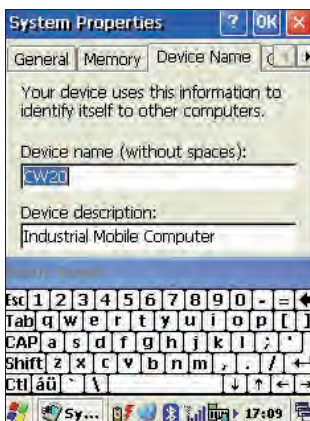 System Properties ? OK ×
General Memory Device Name
Your device uses this information to
identify itself to other computers.
Device name (without spaces):
CW20
Device description:
Industrial Mobile Computer
Esc 1 2 3 4 5 6 7 8 9 0 - =
Tab q w e r t y u i o p [ ]
CAP a s d f g h j k l ; '
Shift z x c v b n m , . /
Ctl áü ` \ ↓ ↑ ← →
Sy... 17:09